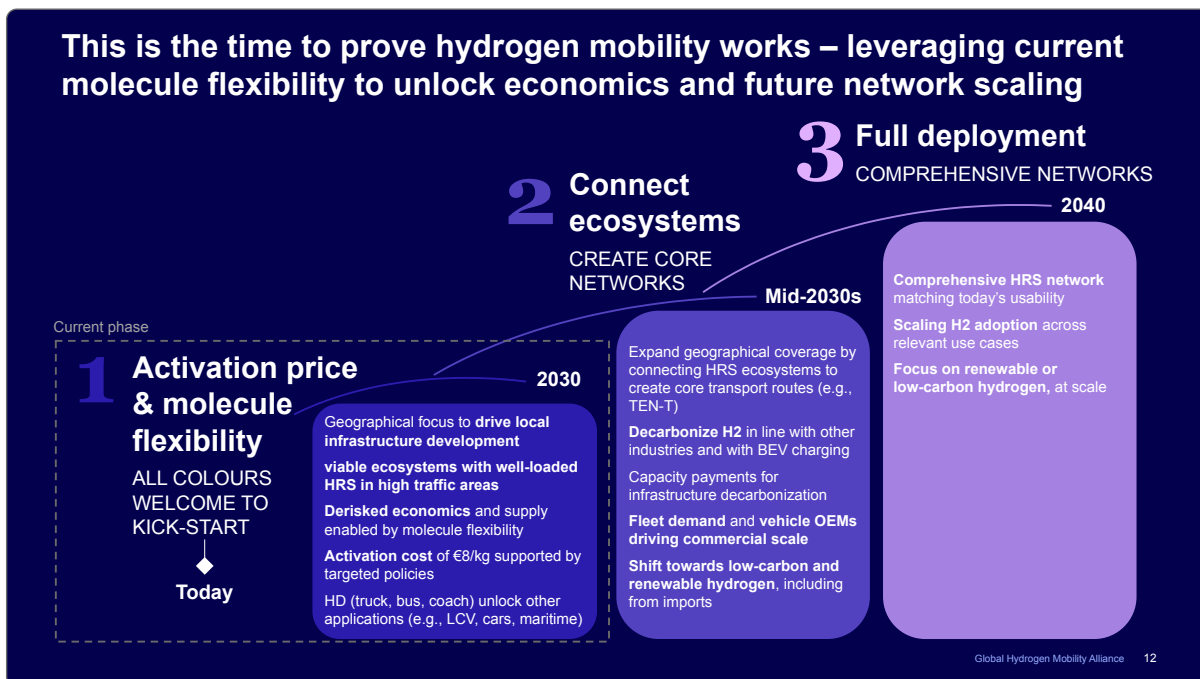 This is the time to prove hydrogen mobility works – leveraging current
molecule flexibility to unlock economics and future network scaling
Current phase
1
Activation price
& molecule
flexibility
ALL COLOURS
WELCOME TO
KICK-START
Today
2030
Geographical focus to drive local
infrastructure development
viable ecosystems with well-loaded
HRS in high traffic areas
Derisked economics and supply
enabled by molecule flexibility
Activation cost of €8/kg supported by
targeted policies
HD (truck, bus, coach) unlock other
applications (e.g., LCV, cars, maritime)
2
Connect
ecosystems
CREATE CORE
NETWORKS
Mid-2030s
Expand geographical coverage by
connecting HRS ecosystems to
create core transport routes (e.g.,
TEN-T)
Decarbonize H2 in line with other
industries and with BEV charging
Capacity payments for
infrastructure decarbonization
Fleet demand and vehicle OEMs
driving commercial scale
Shift towards low-carbon and
renewable hydrogen, including
from imports
3
Full deployment
COMPREHENSIVE NETWORKS
2040
Comprehensive HRS network
matching today's usability
Scaling H2 adoption across
relevant use cases
Focus on renewable or
low-carbon hydrogen, at scale
Global Hydrogen Mobility Alliance 12